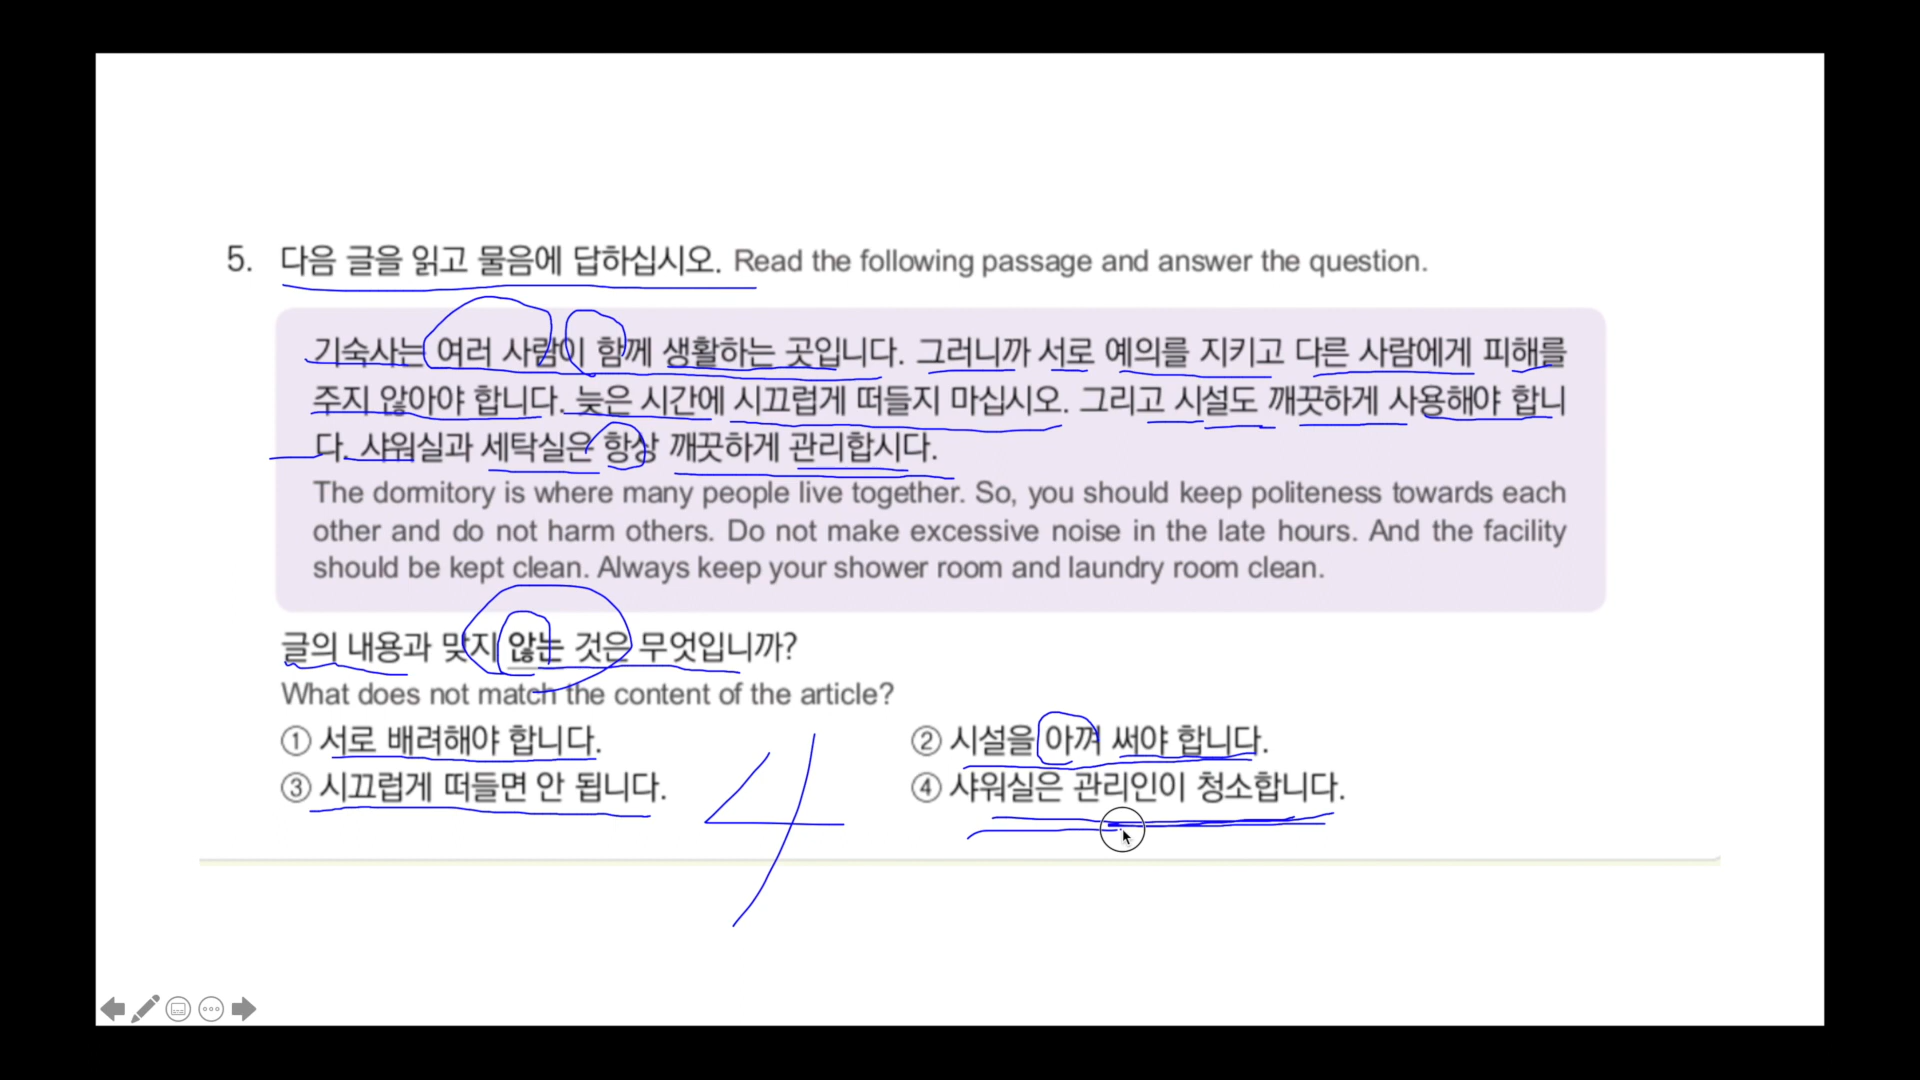 5. 다음 글을 읽고 물음에 답하십시오. Read the following passage and answer the question.
기숙사는 여러 사람이 함께 생활하는 곳입니다. 그러니까 서로 예의를 지키고 다른 사람에게 피해를
주지 않아야 합니다. 늦은 시간에 시끄럽게 떠들지 마십시오. 그리고 시설도 깨끗하게 사용해야 합니
다. 샤워실과 세탁실은 항상 깨끗하게 관리합시다.
The dormitory is where many people live together. So, you should keep politeness towards each
other and do not harm others. Do not make excessive noise in the late hours. And the facility
should be kept clean. Always keep your shower room and laundry room clean.
글의 내용과 맞지 않는 것은 무엇입니까?
What does not match the content of the article?
① 서로 배려해야 합니다. ② 시설을 아껴 써야 합니다.
③ 시끄럽게 떠들면 안 됩니다. ④ 샤워실은 관리인이 청소합니다.
4